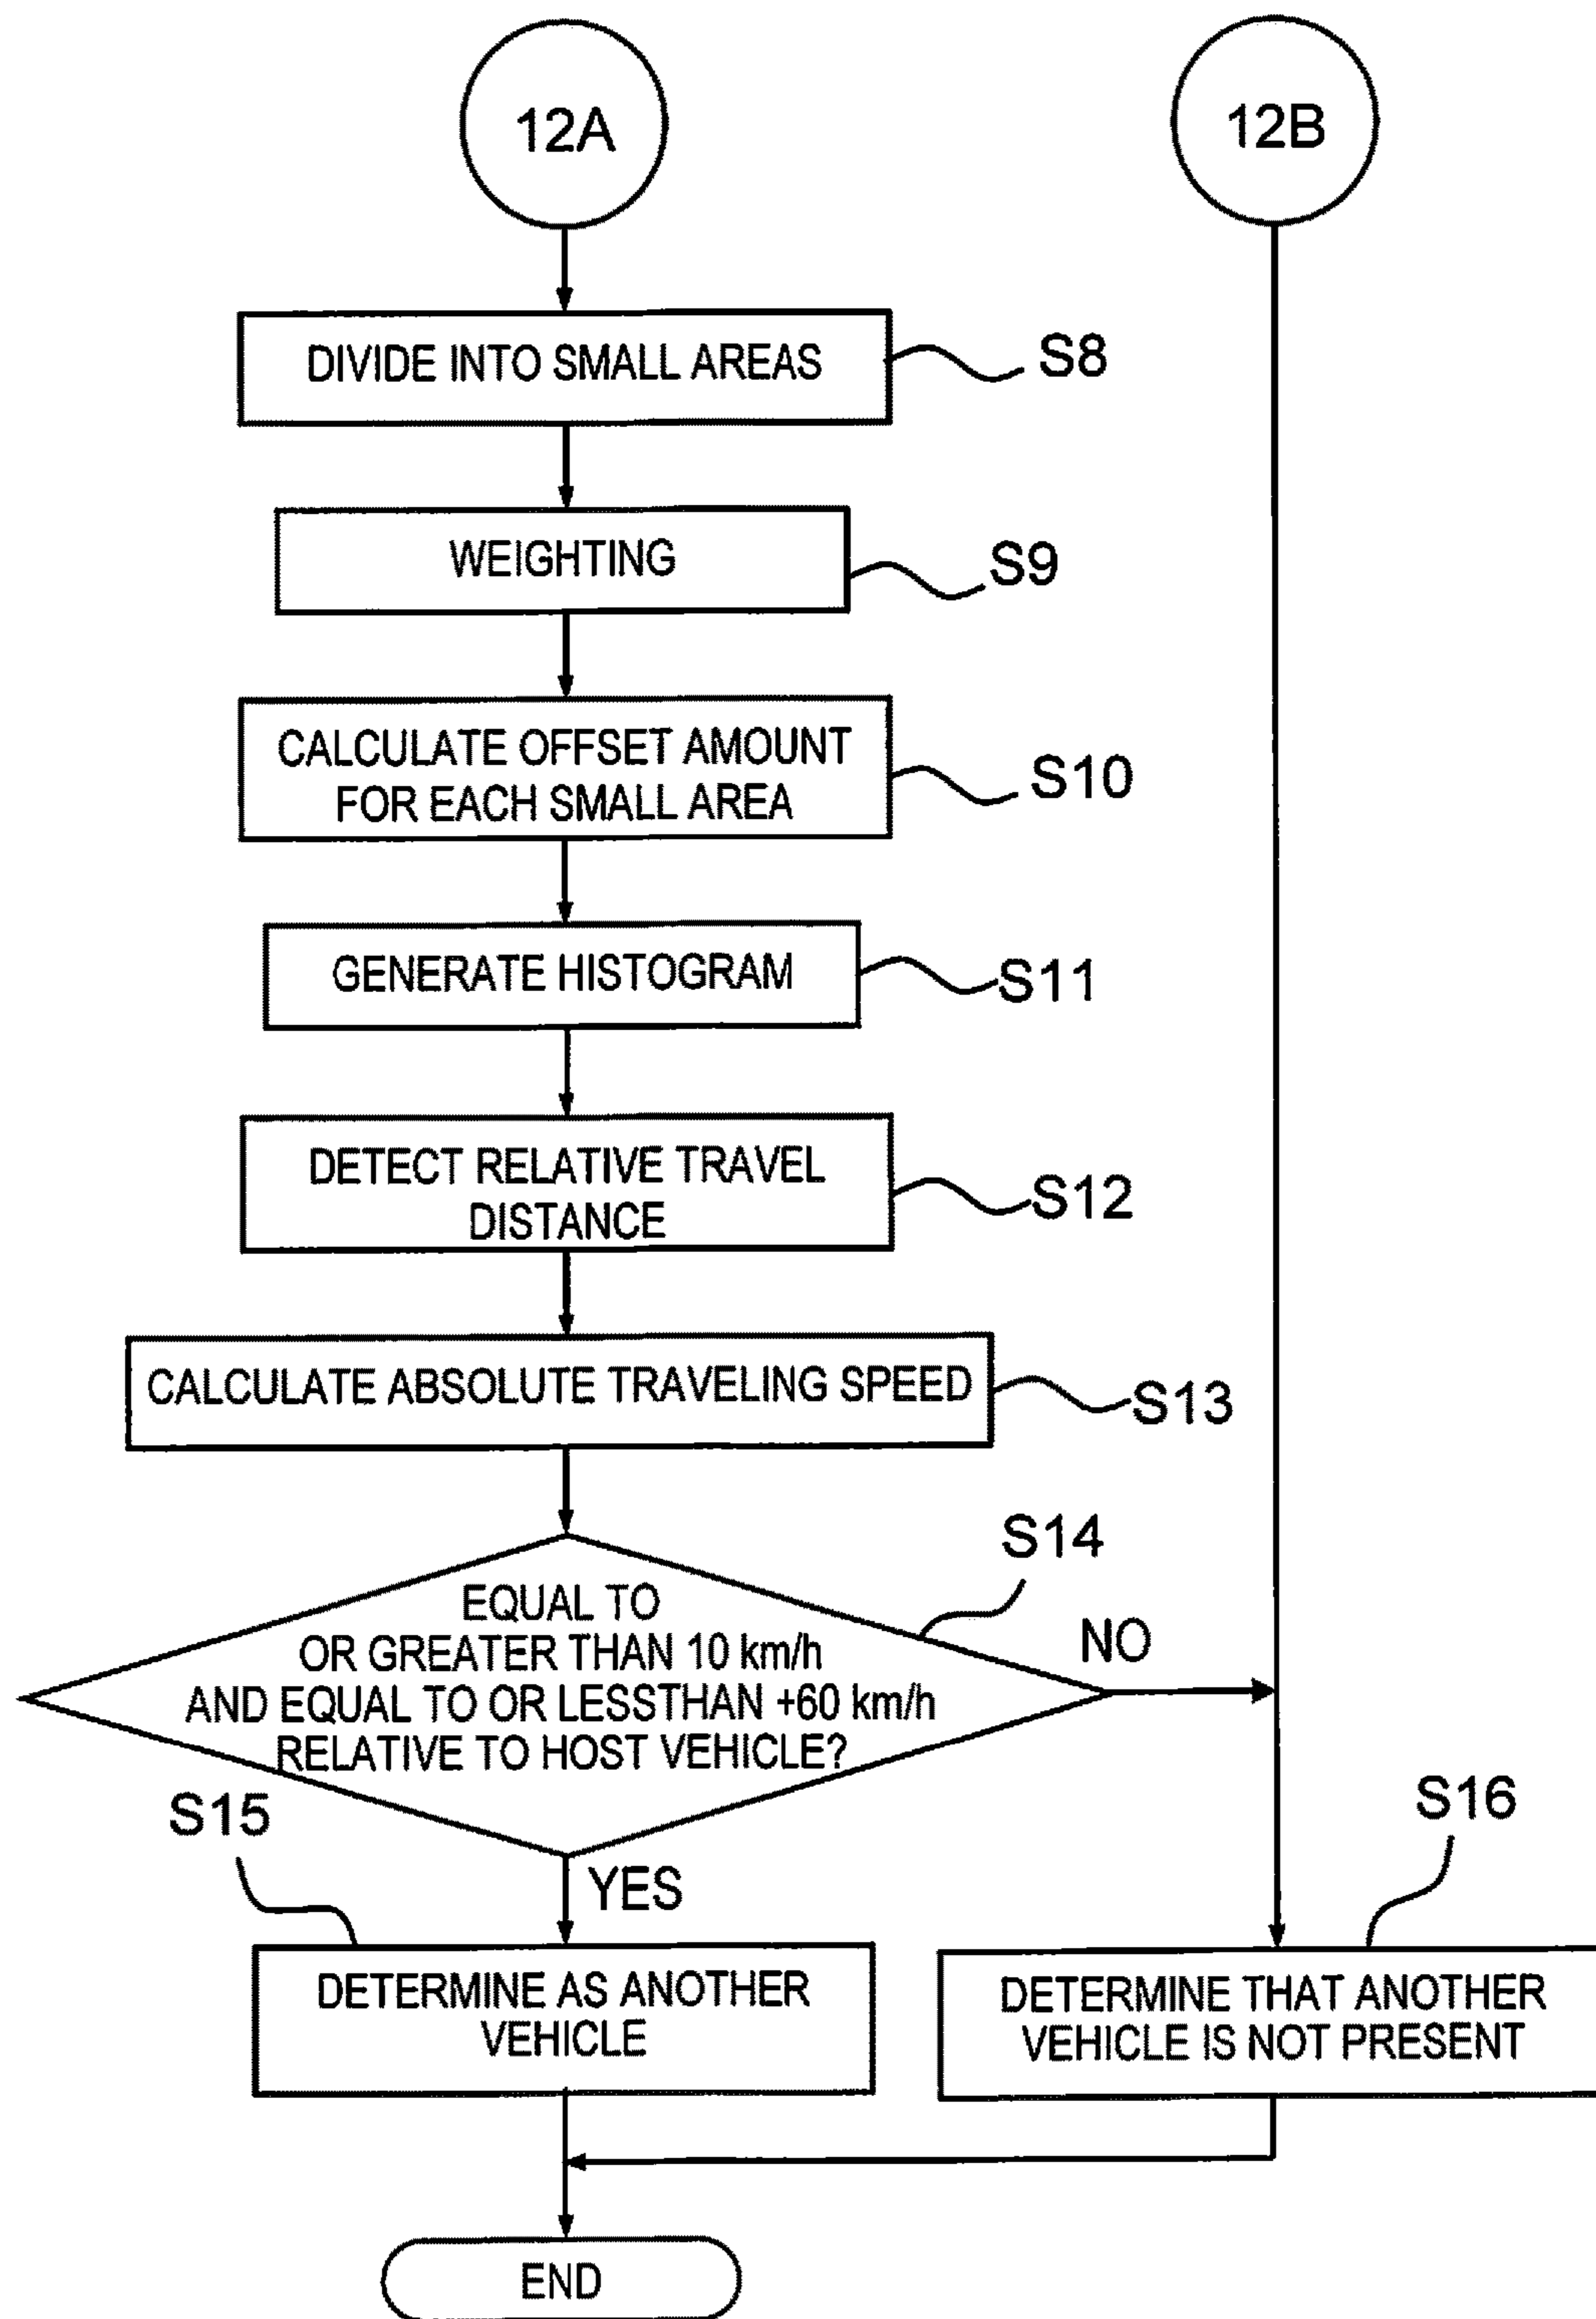 12A
12B
DIVIDE INTO SMALL AREAS
S8
WEIGHTING
S9
CALCULATE OFFSET AMOUNT
FOR EACH SMALL AREA
S10
GENERATE HISTOGRAM
S11
DETECT RELATIVE TRAVEL
DISTANCE
S12
CALCULATE ABSOLUTE TRAVELING SPEED
S13
S14
EQUAL TO
OR GREATER THAN 10 km/h
AND EQUAL TO OR LESSTHAN +60 km/h
RELATIVE TO HOST VEHICLE?
NO
YES
S15
DETERMINE AS ANOTHER
VEHICLE
S16
DETERMINE THAT ANOTHER
VEHICLE IS NOT PRESENT
END